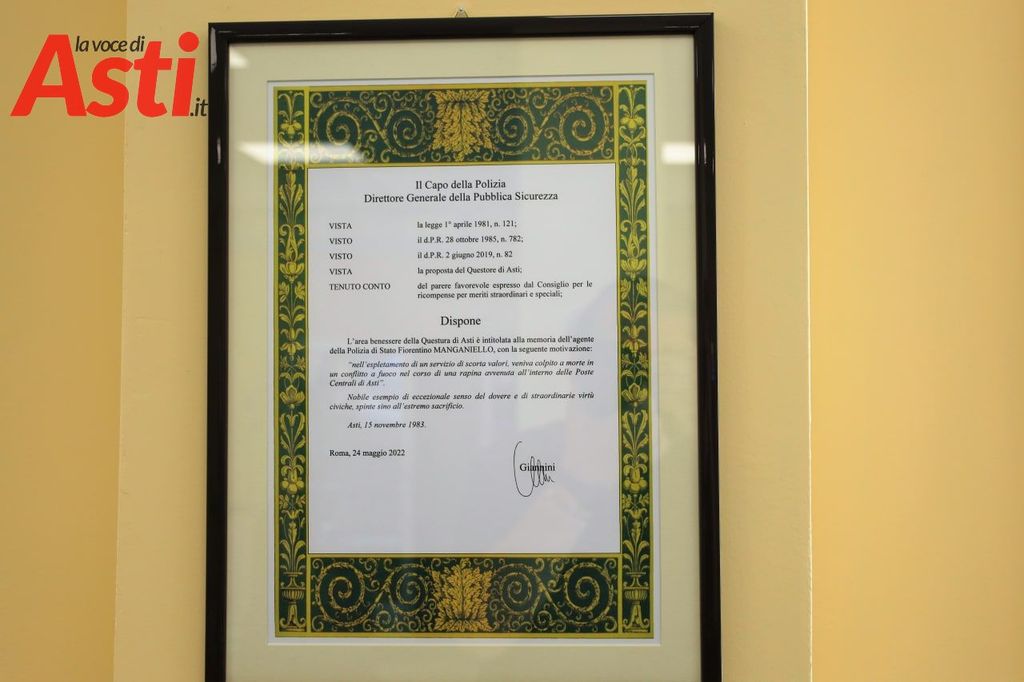 la voce di
Asti.it
Il Capo della Polizia
Direttore Generale della Pubblica Sicurezza
VISTA la legge 1° aprile 1981, n. 121;
VISTO il d.P.R. 28 ottobre 1985, n. 782;
VISTO il d.P.R. 2 giugno 2019, n. 82
VISTA la proposta del Questore di Asti;
TENUTO CONTO del parere favorevole espresso dal Consiglio per le
ricompense per meriti straordinari e speciali;
Dispone
L'area benessere della Questura di Asti è intitolata alla memoria dell'agente
della Polizia di Stato Fiorentino MANGANIELLO, con la seguente motivazione:
"nell'espletamento di un servizio di scorta valori, veniva colpito a morte in
un conflitto a fuoco nel corso di una rapina avvenuta all'interno delle Poste
Centrali di Asti".
Nobile esempio di eccezionale senso del dovere e di straordinarie virtù
civiche, spinte sino all'estremo sacrificio.
Asti, 15 novembre 1983.
Roma, 24 maggio 2022
Giannini